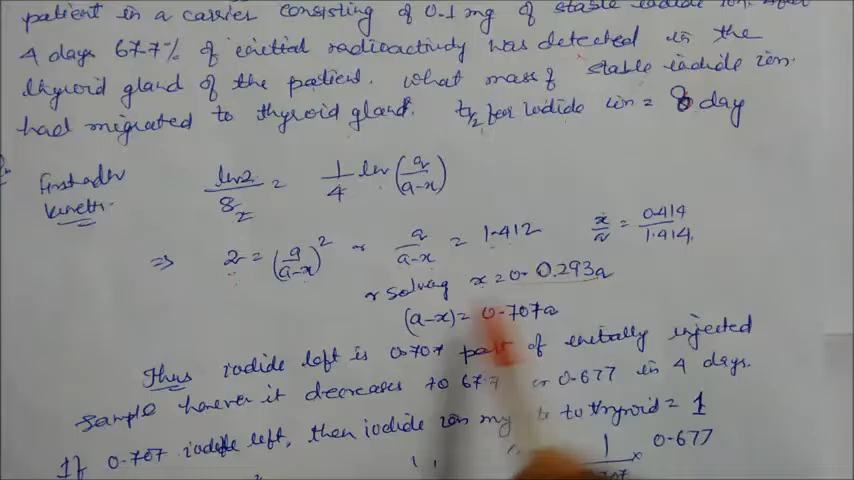 patient in a carrier consisting of 0.1 mg of stable iodide ion. After
4 days 67.7% of initial radioactivity was detected in the
thyroid gland of the patient. what mass of stable iodide ion
had migrated to thyroid gland. t1/2 for iodide ion = 8 day
First order ln2/8 = 1/4 ln (a/(a-x))
kinetics
⇒ 2 = (a/(a-x))^2 or a/(a-x) = 1.412 x/a = 0.414/1.414
or solving x = 0.293a
(a-x) = 0.707a
Thus iodide left is 0.707 part of initially injected
sample however it decreases to 67.7 or 0.677 in 4 days.
If 0.707 iodide left, then iodide ion to thyroid = 1
1 × 0.677